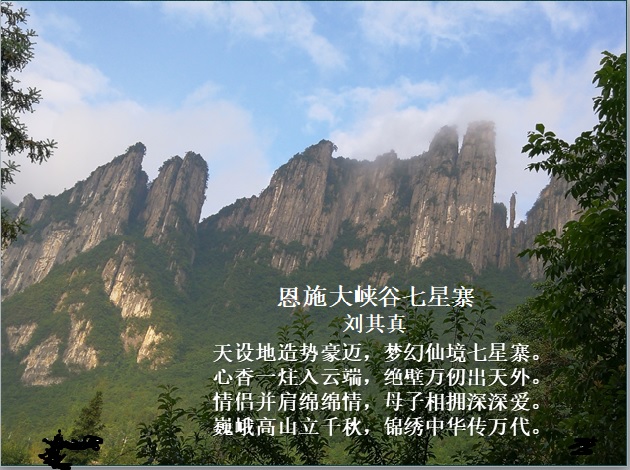 恩施大峡谷七星寨
刘其真
天设地造势豪迈，梦幻仙境七星寨。
心香一炷入云端，绝壁万仞出天外。
情侣并肩绵绵情，母子相拥深深爱。
巍峨高山立千秋，锦绣中华传万代。